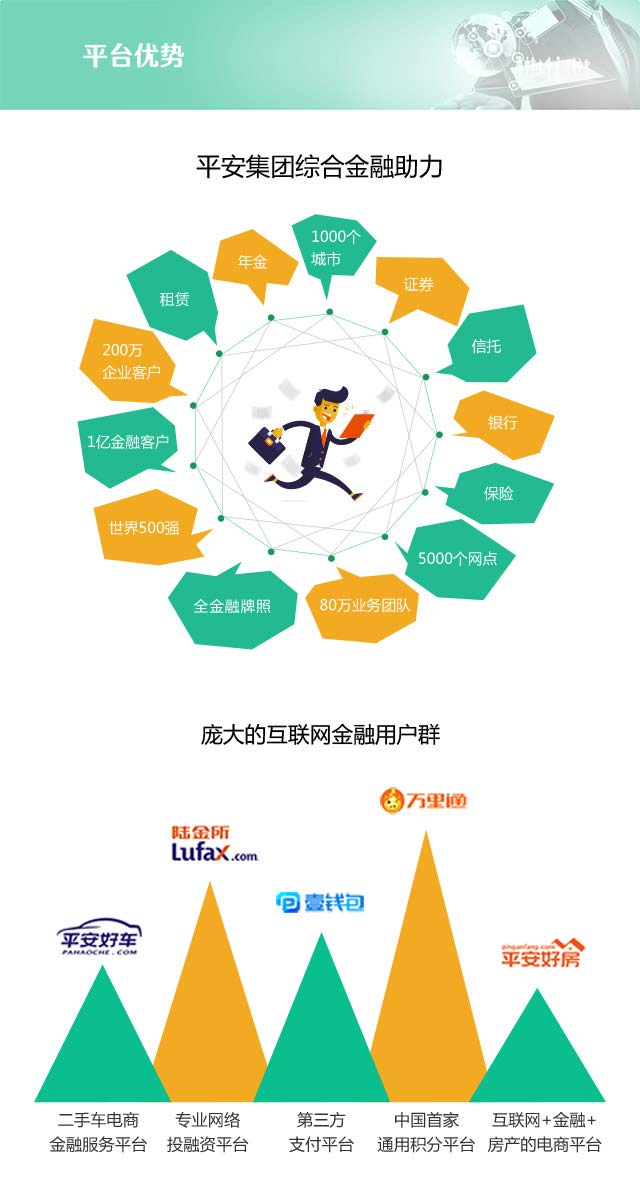 平台优势
平安集团综合金融助力
1000个
城市
证券
信托
银行
保险
5000个网点
80万业务团队
全金融牌照
世界500强
1亿金融客户
200万
企业客户
租赁
年金
庞大的互联网金融用户群
平安好车
PAHAOCHE.COM
陆金所
Lufax.com
壹钱包
万里通
pinganfang.com
平安好房
二手车电商
金融服务平台
专业网络
投融资平台
第三方
支付平台
中国首家
通用积分平台
互联网+金融+
房产的电商平台